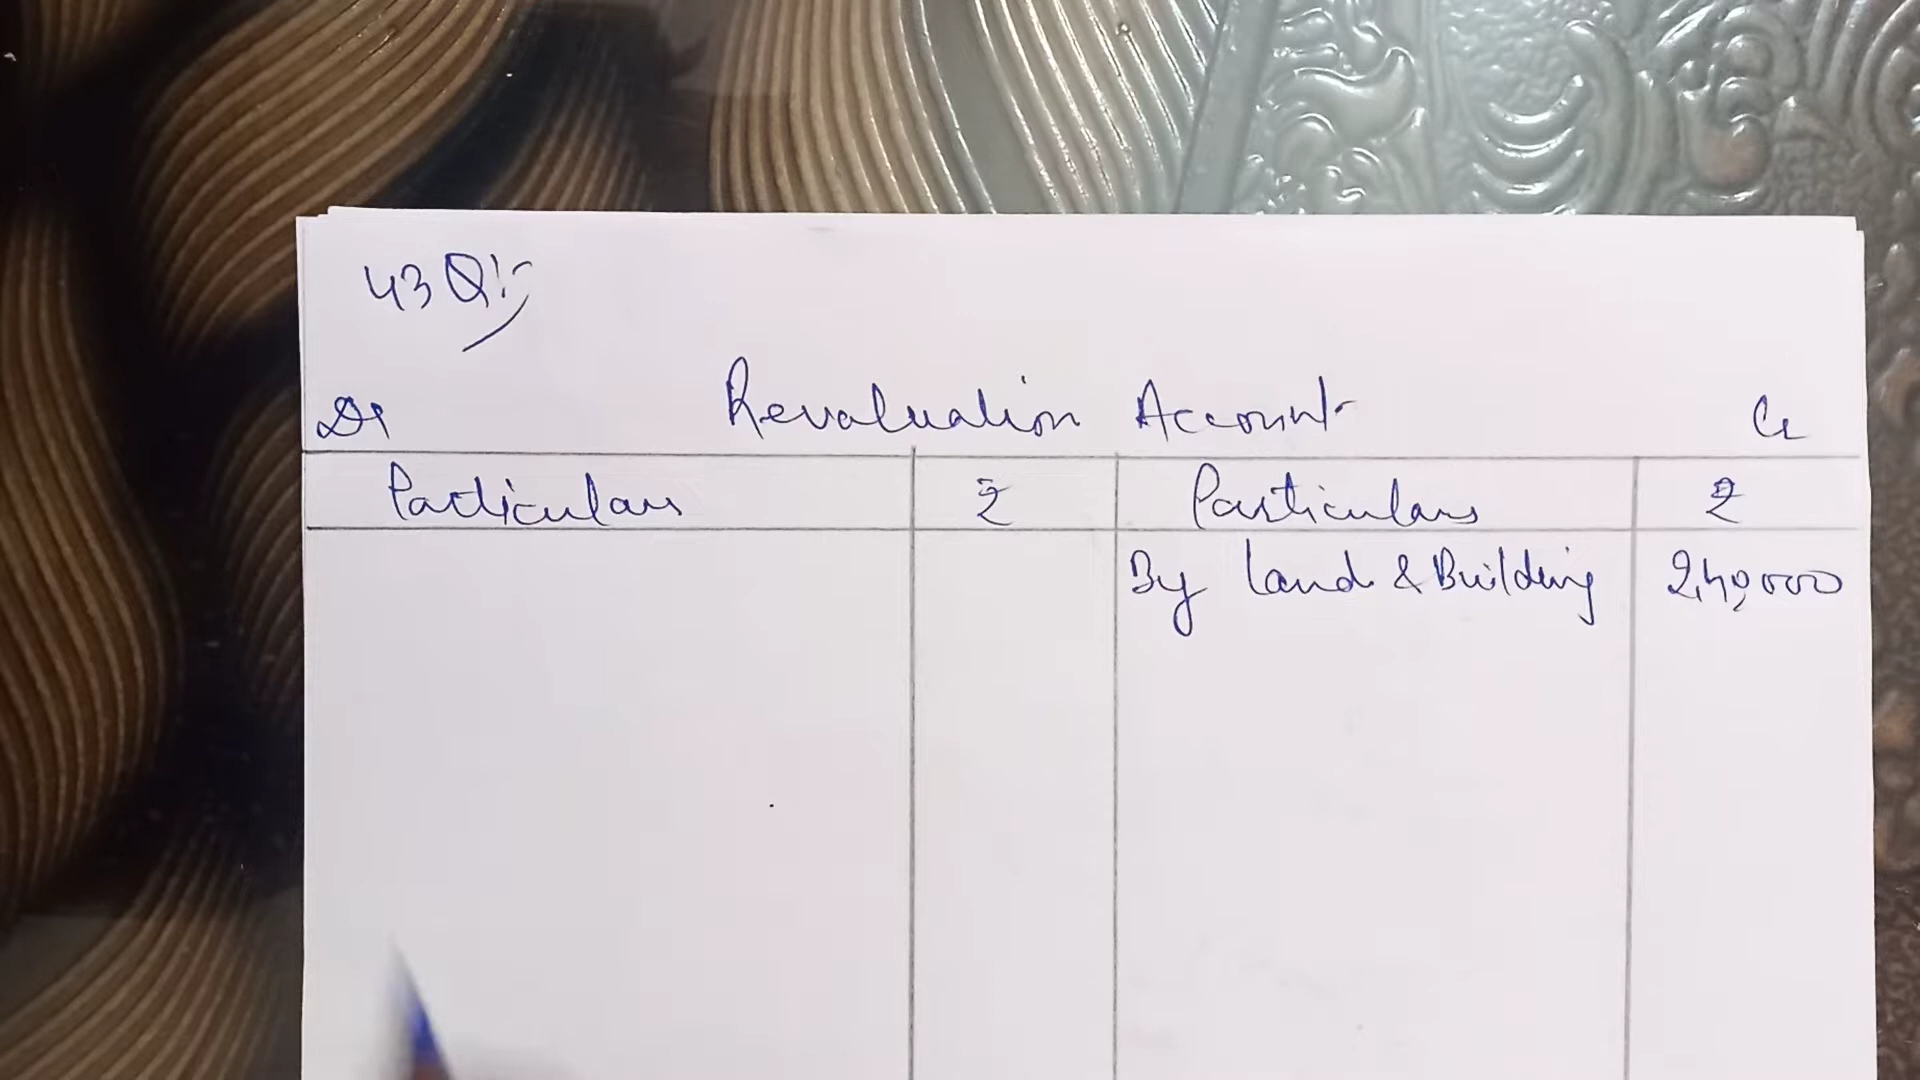 43 Q:-
Dr Revaluation Account Cr
Particulars ₹ Particulars ₹
By Land & Building 2,40,000